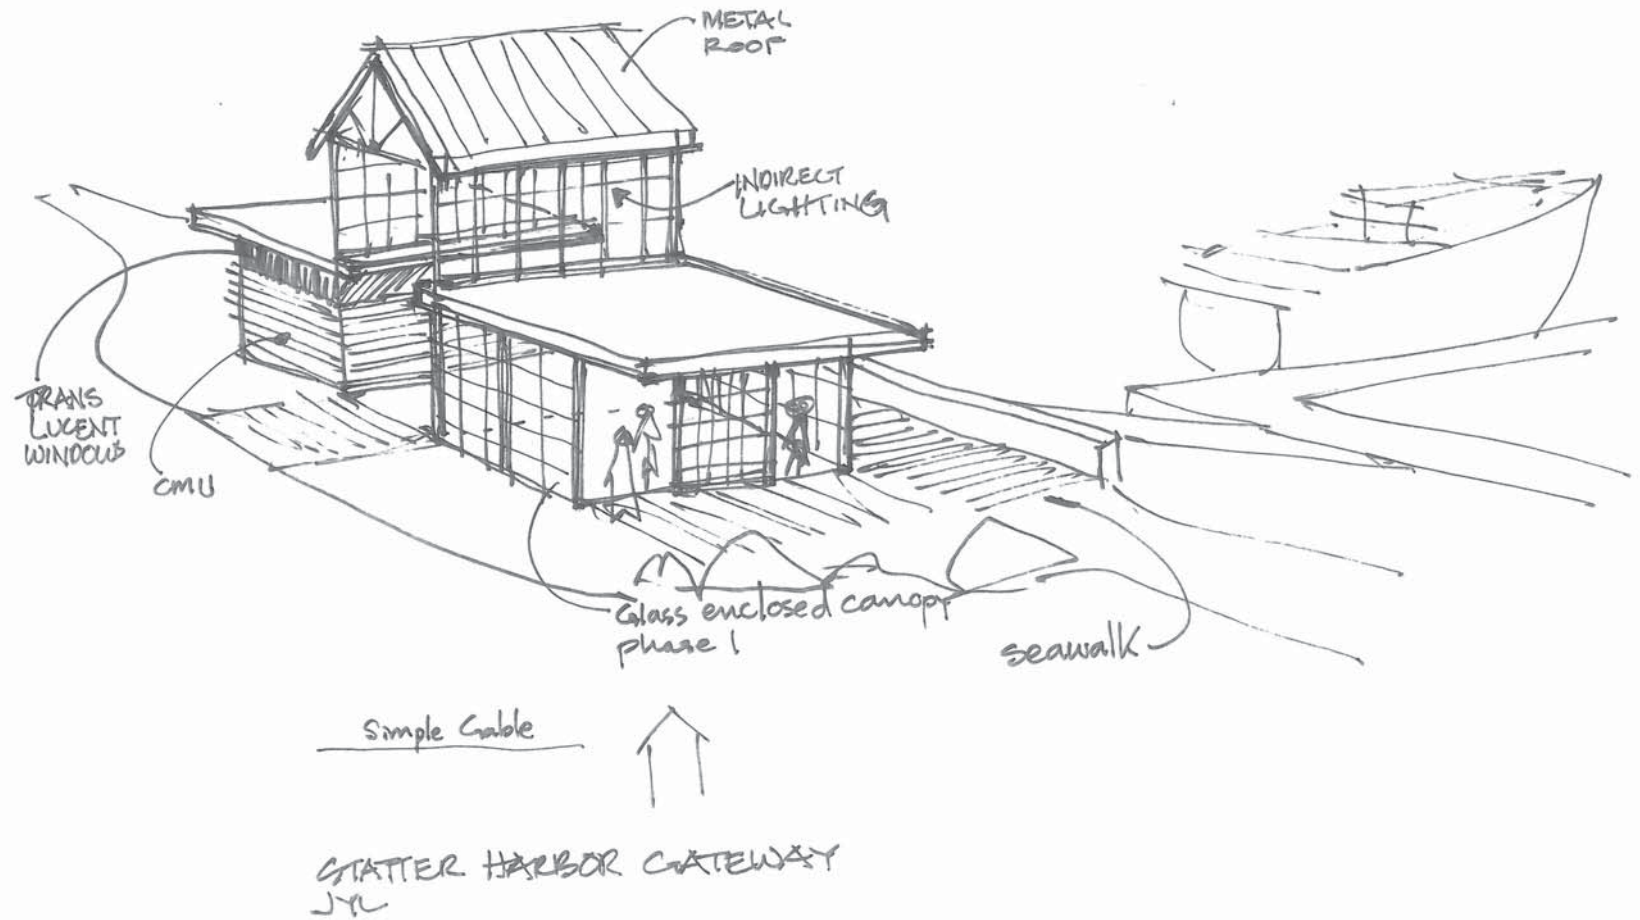 METAL
ROOF
INDIRECT
LIGHTING
TRANS
LUCENT
WINDOWS
CMU
Glass enclosed canopy
phase 1
seawalk
Simple Gable
STATTER HARBOR GATEWAY
JYL